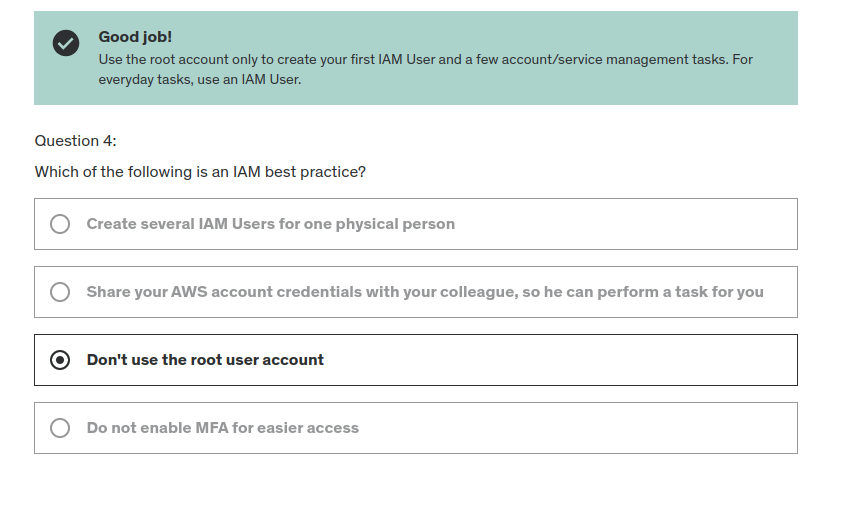 Good job!
Use the root account only to create your first IAM User and a few account/service management tasks. For
everyday tasks, use an IAM User.
Question 4:
Which of the following is an IAM best practice?
Create several IAM Users for one physical person
Share your AWS account credentials with your colleague, so he can perform a task for you
Don't use the root user account
Do not enable MFA for easier access